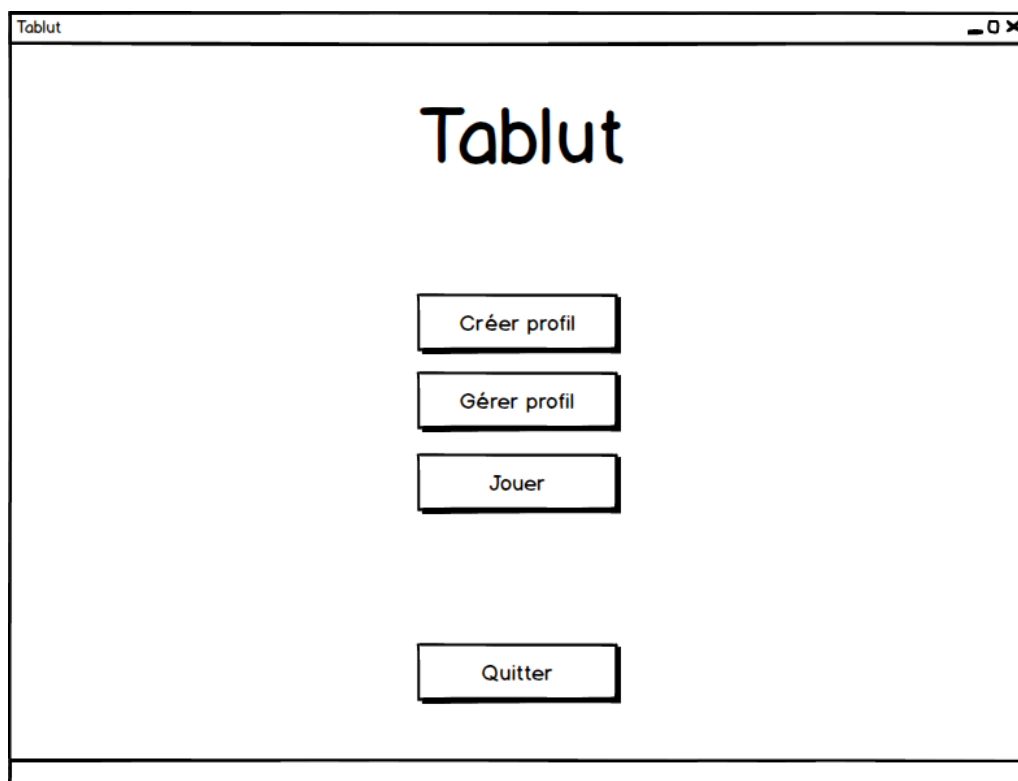 Tablut
Tablut
Créer profil
Gérer profil
Jouer
Quitter